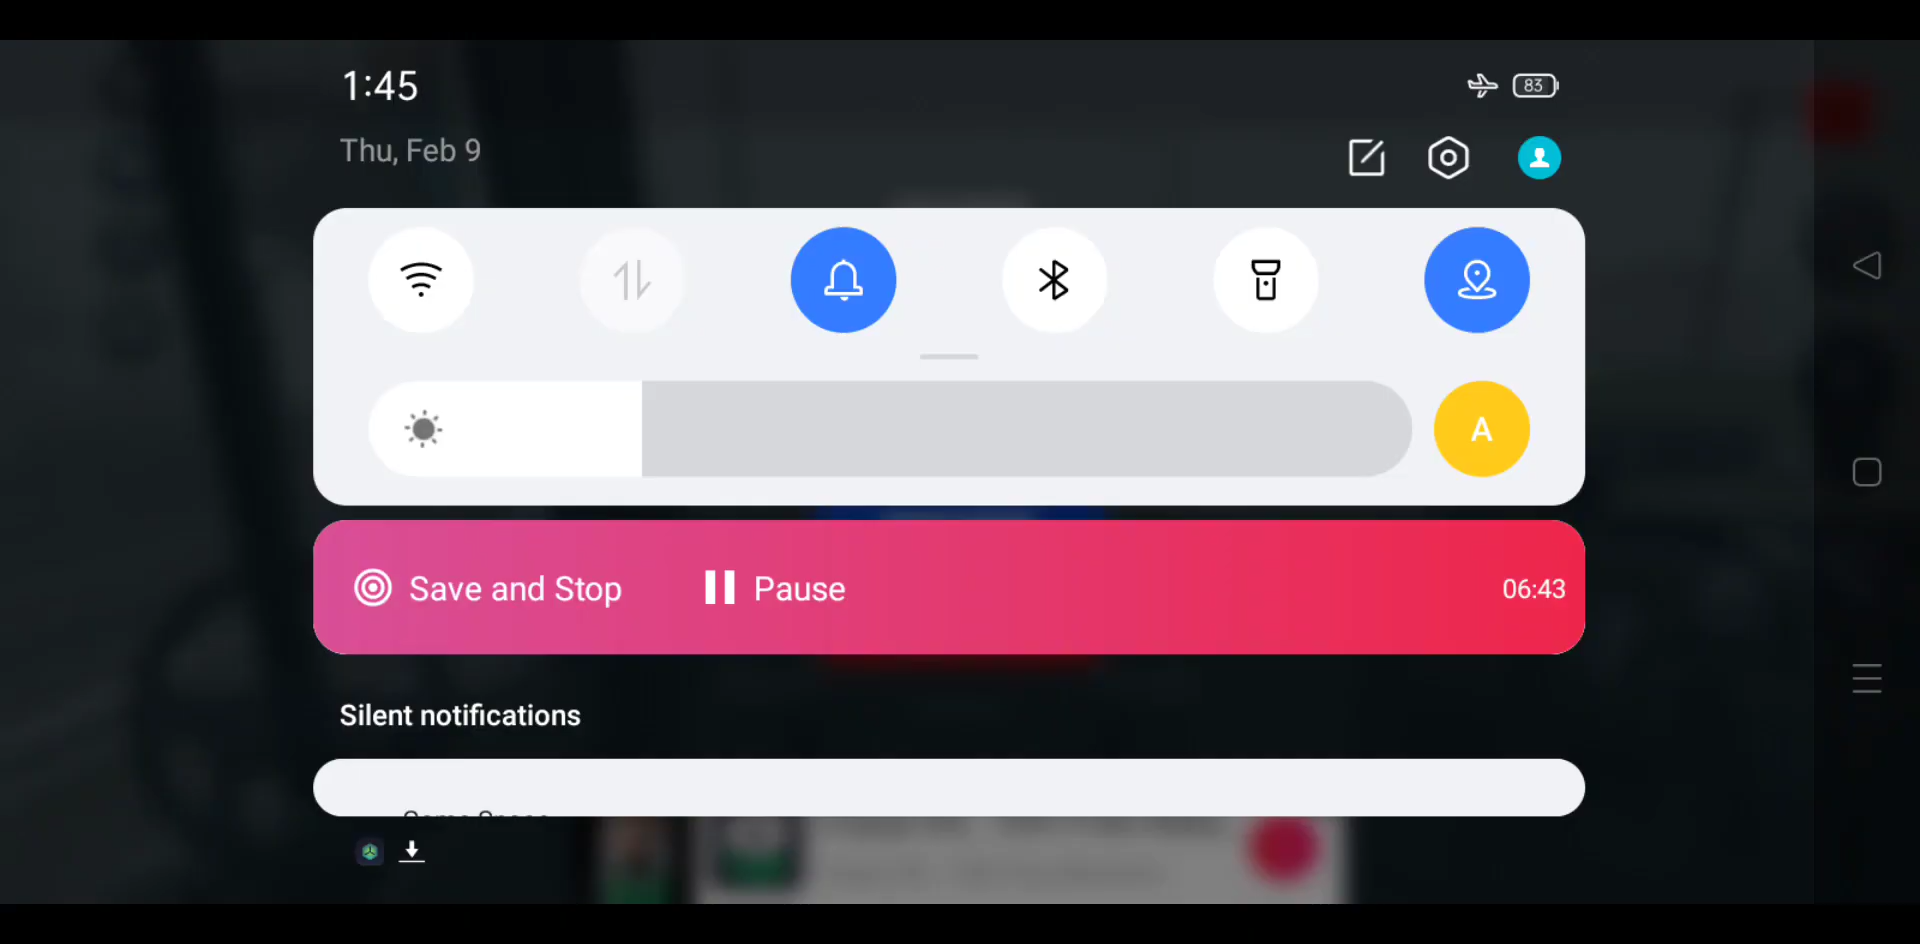 1:45
83
Thu, Feb 9
A
Save and Stop
Pause
06:43
Silent notifications